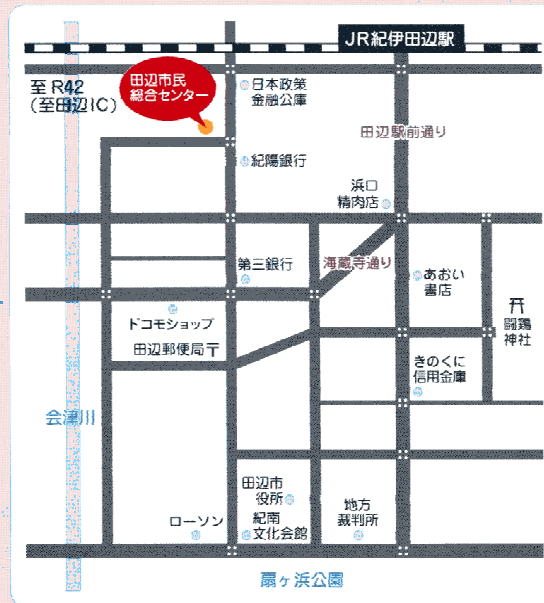 JR紀伊田辺駅
至 R42
(至田辺IC)
田辺市民
総合センター
日本政策
金融公庫
田辺駅前通り
紀陽銀行
浜口
精肉店
第三銀行
海蔵寺通り
あおい
書店
ドコモショップ
田辺郵便局〒
闘鶏
神社
きのくに
信用金庫
会津川
田辺市
役所
ローソン
紀南
文化会館
地方
裁判所
扇ヶ浜公園